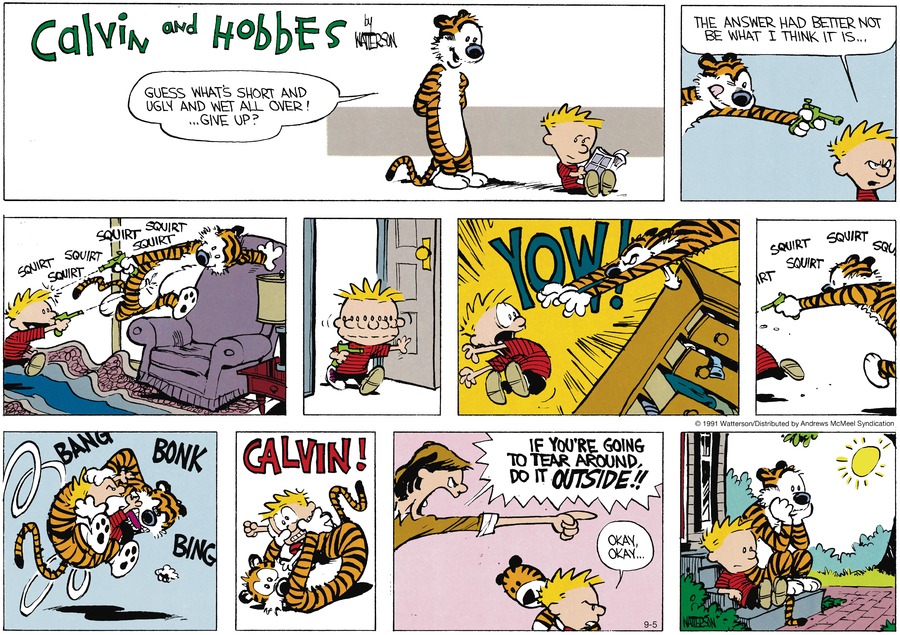 Calvin and Hobbes
by
WATTERSON
GUESS WHAT'S SHORT AND
UGLY AND WET ALL OVER!
...GIVE UP?
THE ANSWER HAD BETTER NOT
BE WHAT I THINK IT IS...
SQUIRT
SQUIRT
SQUIRT
SQUIRT
SQUIRT
SQUIRT
YOW!
SQUIRT
SQUIRT
SQU
SQUIRT
IRT
© 1991 Watterson/Distributed by Andrews McMeel Syndication
BANG
BONK
BING
CALVIN!
IF YOU'RE GOING
TO TEAR AROUND,
DO IT OUTSIDE!!
OKAY,
OKAY...
9-5
WATTERSON